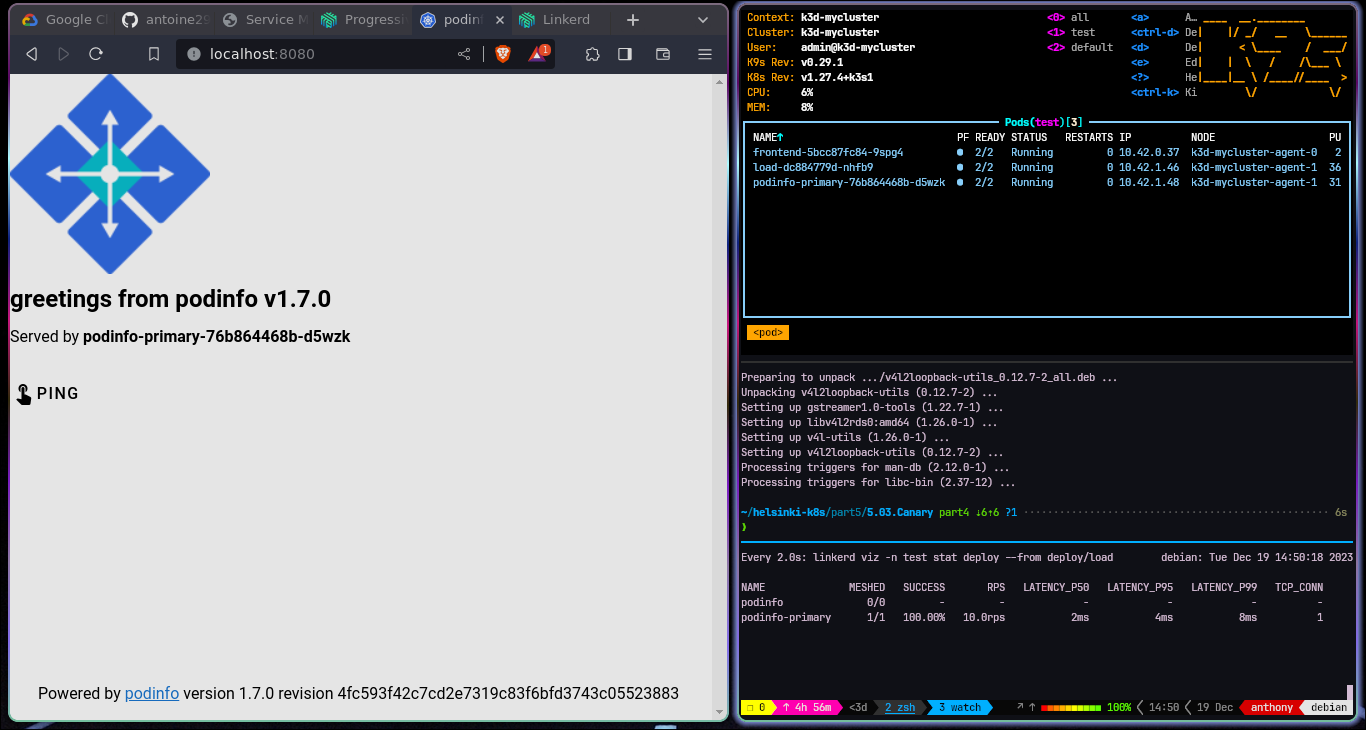 Google Cl
antoine29
Service M
Progressi
podinf
Linkerd
localhost:8080
1
greetings from podinfo v1.7.0
Served by podinfo-primary-76b864468b-d5wzk
PING
Powered by podinfo version 1.7.0 revision 4fc593f42c7cd2e7319c83f6bfd3743c05523883
Context: k3d-mycluster <0> all <a> A…
Cluster: k3d-mycluster <1> test <ctrl-d> De
User: admin@k3d-mycluster <2> default <d> De
K9s Rev: v0.29.1 <e> Ed
K8s Rev: v1.27.4+k3s1 <?> He
CPU: 6% <ctrl-k> Ki
MEM: 8%
Pods(test)[3]
NAME↑ PF READY STATUS RESTARTS IP NODE PU
frontend-5bcc87fc84-9spg4 ● 2/2 Running 0 10.42.0.37 k3d-mycluster-agent-0 2
load-dc884779d-nhfb9 ● 2/2 Running 0 10.42.1.46 k3d-mycluster-agent-1 36
podinfo-primary-76b864468b-d5wzk ● 2/2 Running 0 10.42.1.48 k3d-mycluster-agent-1 31
<pod>
Preparing to unpack .../v4l2loopback-utils_0.12.7-2_all.deb ...
Unpacking v4l2loopback-utils (0.12.7-2) ...
Setting up gstreamer1.0-tools (1.22.7-1) ...
Setting up libv4l2rds0:amd64 (1.26.0-1) ...
Setting up v4l-utils (1.26.0-1) ...
Setting up v4l2loopback-utils (0.12.7-2) ...
Processing triggers for man-db (2.12.0-1) ...
Processing triggers for libc-bin (2.37-12) ...
~/helsinki-k8s/part5/5.03.Canary part4 ↓6↑6 ?1 6s
❯
Every 2.0s: linkerd viz -n test stat deploy --from deploy/load debian: Tue Dec 19 14:50:18 2023
NAME MESHED SUCCESS RPS LATENCY_P50 LATENCY_P95 LATENCY_P99 TCP_CONN
podinfo 0/0 - - - - - -
podinfo-primary 1/1 100.00% 10.0rps 2ms 4ms 8ms 1
❐ 0 ↑ 4h 56m <3d 2 zsh 3 watch ↗ ↑ 100% 14:50 19 Dec anthony debian